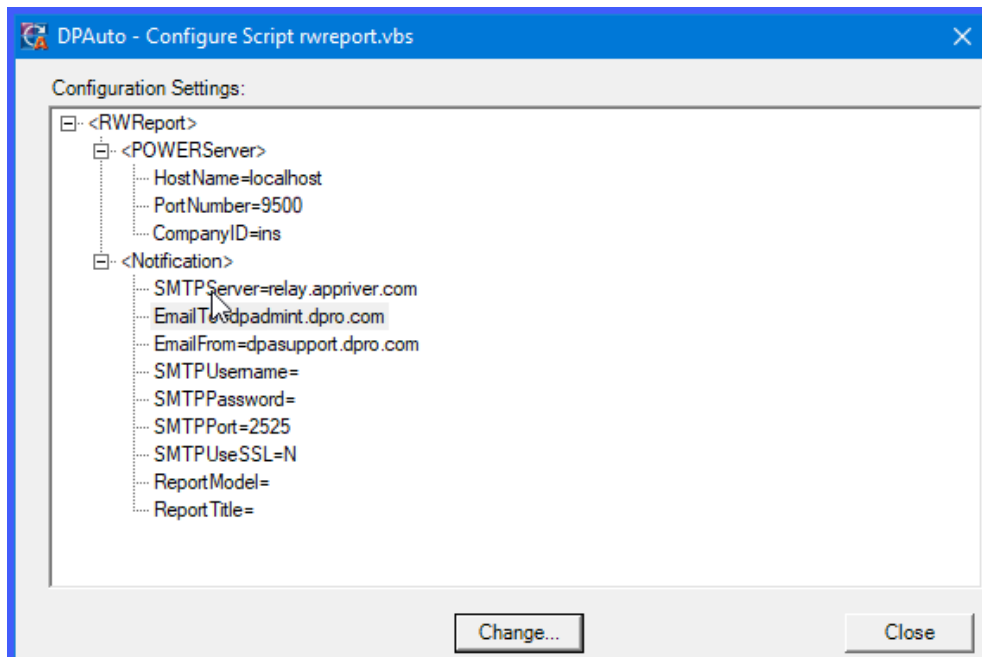 DPAuto - Configure Script rwreport.vbs
Configuration Settings:
<RWReport>
<POWERServer>
HostName=localhost
PortNumber=9500
CompanyID=ins
<Notification>
SMTPServer=relay.appriver.com
EmailTo=dpadmint.dpro.com
EmailFrom=dpasupport.dpro.com
SMTPUsername=
SMTPPassword=
SMTPPort=2525
SMTPUseSSL=N
ReportModel=
ReportTitle=
Change...
Close